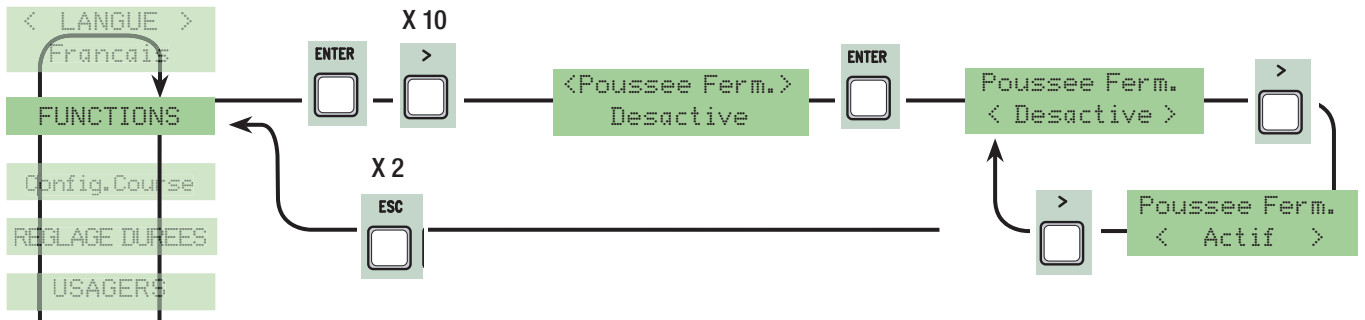 < LANGUE >
Francais
FUNCTIONS
Config.Course
REGLAGE DUREES
USAGERS
ENTER
X 10
>
<Poussee Ferm.>
Desactive
ENTER
Poussee Ferm.
< Desactive >
>
Poussee Ferm.
< Actif >
>
X 2
ESC